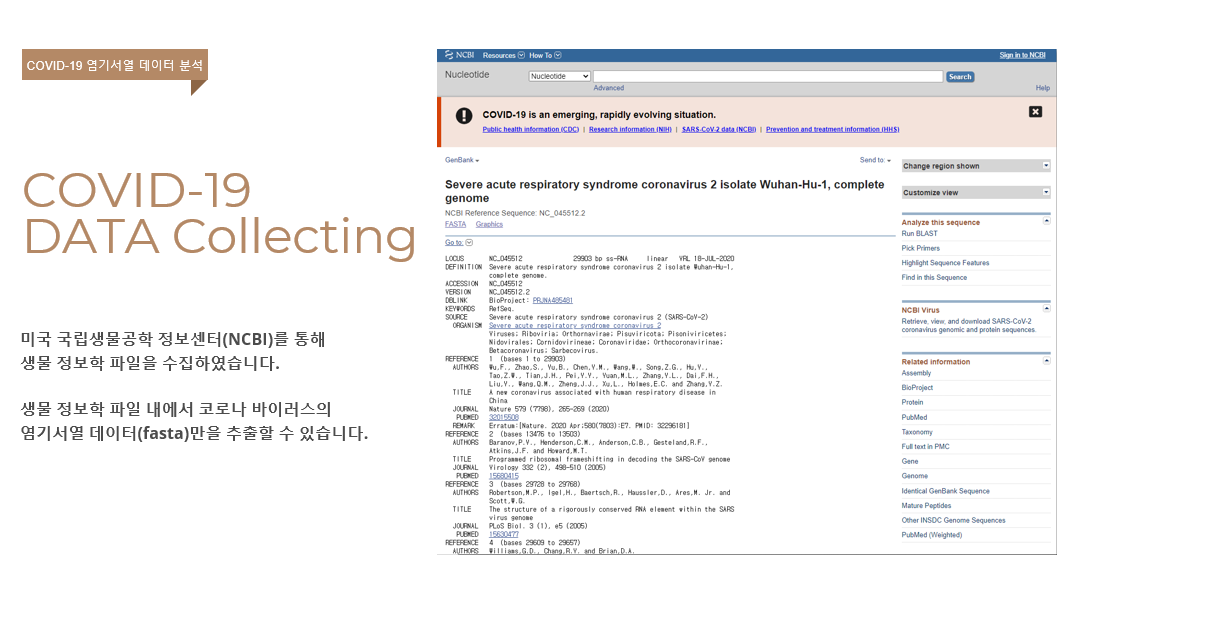 COVID-19 염기서열 데이터 분석
COVID-19
DATA Collecting
미국 국립생물공학 정보센터(NCBI)를 통해
생물 정보학 파일을 수집하였습니다.
생물 정보학 파일 내에서 코로나 바이러스의
염기서열 데이터(fasta)만을 추출할 수 있습니다.
NCBI Resources How To Sign in to NCBI
Nucleotide Nucleotide Search
Advanced Help
COVID-19 is an emerging, rapidly evolving situation.
Public health information (CDC) | Research information (NIH) | SARS-CoV-2 data (NCBI) | Prevention and treatment information (HHS)
GenBank Send to:
Severe acute respiratory syndrome coronavirus 2 isolate Wuhan-Hu-1, complete
genome
NCBI Reference Sequence: NC_045512.2
FASTA Graphics
Go to:
LOCUS NC_045512 29903 bp ss-RNA linear VRL 18-JUL-2020
DEFINITION Severe acute respiratory syndrome coronavirus 2 isolate Wuhan-Hu-1,
complete genome.
ACCESSION NC_045512
VERSION NC_045512.2
DBLINK BioProject: PRJNA485481
KEYWORDS RefSeq.
SOURCE Severe acute respiratory syndrome coronavirus 2 (SARS-CoV-2)
ORGANISM Severe acute respiratory syndrome coronavirus 2
Viruses; Riboviria; Orthornavirae; Pisuviricota; Pisoniviricetes;
Nidovirales; Cornidovirineae; Coronaviridae; Orthocoronavirinae;
Betacoronavirus; Sarbecovirus.
REFERENCE 1 (bases 1 to 29903)
AUTHORS Wu,F., Zhao,S., Yu,B., Chen,Y.M., Wang,W., Song,Z.G., Hu,Y.,
Tao,Z.W., Tian,J.H., Pei,Y.Y., Yuan,M.L., Zhang,Y.L., Dai,F.H.,
Liu,Y., Wang,Q.M., Zheng,J.J., Xu,L., Holmes,E.C. and Zhang,Y.Z.
TITLE A new coronavirus associated with human respiratory disease in
China
JOURNAL Nature 579 (7798), 265-269 (2020)
PUBMED 32015508
REMARK Erratum:[Nature. 2020 Apr;580(7803):E7. PMID: 32296181]
REFERENCE 2 (bases 13476 to 13503)
AUTHORS Baranov,P.V., Henderson,C.M., Anderson,C.B., Gesteland,R.F.,
Atkins,J.F. and Howard,M.T.
TITLE Programmed ribosomal frameshifting in decoding the SARS-CoV genome
JOURNAL Virology 332 (2), 498-510 (2005)
PUBMED 15680415
REFERENCE 3 (bases 29728 to 29768)
AUTHORS Robertson,M.P., Igel,H., Baertsch,R., Haussler,D., Ares,M. Jr. and
Scott,W.G.
TITLE The structure of a rigorously conserved RNA element within the SARS
virus genome
JOURNAL PLoS Biol. 3 (1), e5 (2005)
PUBMED 15630477
REFERENCE 4 (bases 29609 to 29657)
AUTHORS Williams,G.D., Chang,R.Y. and Brian,D.A.
Change region shown
Customize view
Analyze this sequence
Run BLAST
Pick Primers
Highlight Sequence Features
Find in this Sequence
NCBI Virus
Retrieve, view, and download SARS-CoV-2
coronavirus genomic and protein sequences.
Related information
Assembly
BioProject
Protein
PubMed
Taxonomy
Full text in PMC
Gene
Genome
Identical GenBank Sequence
Mature Peptides
Other INSDC Genome Sequences
PubMed (Weighted)